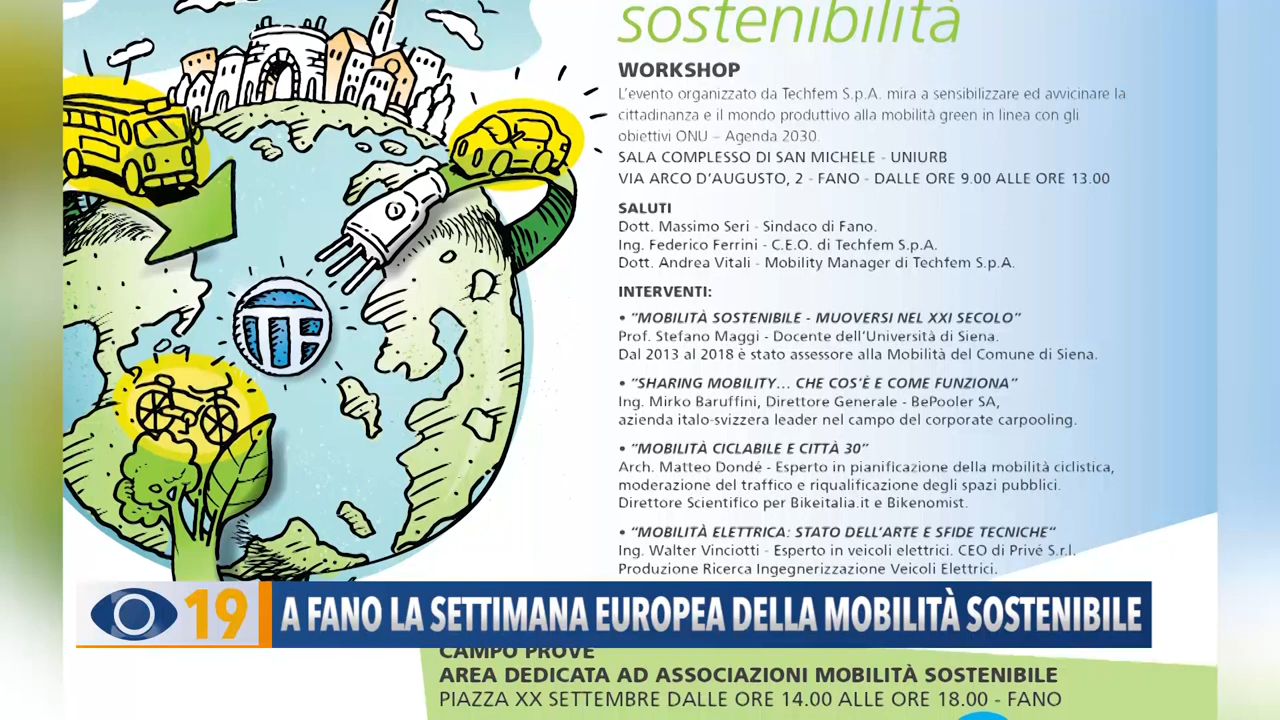 sostenibilità
WORKSHOP
L'evento organizzato da Techfem S.p.A. mira a sensibilizzare ed avvicinare la
cittadinanza e il mondo produttivo alla mobilità green in linea con gli
obiettivi ONU – Agenda 2030.
SALA COMPLESSO DI SAN MICHELE - UNIURB
VIA ARCO D'AUGUSTO, 2 - FANO - DALLE ORE 9.00 ALLE ORE 13.00
SALUTI
Dott. Massimo Seri - Sindaco di Fano.
Ing. Federico Ferrini - C.E.O. di Techfem S.p.A.
Dott. Andrea Vitali - Mobility Manager di Techfem S.p.A.
INTERVENTI:
• "MOBILITÀ SOSTENIBILE - MUOVERSI NEL XXI SECOLO"
Prof. Stefano Maggi - Docente dell'Università di Siena.
Dal 2013 al 2018 è stato assessore alla Mobilità del Comune di Siena.
• "SHARING MOBILITY... CHE COS'È E COME FUNZIONA"
Ing. Mirko Baruffini, Direttore Generale - BePooler SA,
azienda italo-svizzera leader nel campo del corporate carpooling.
• "MOBILITÀ CICLABILE E CITTÀ 30"
Arch. Matteo Dondé - Esperto in pianificazione della mobilità ciclistica,
moderazione del traffico e riqualificazione degli spazi pubblici.
Direttore Scientifico per Bikeitalia.it e Bikenomist.
• "MOBILITÀ ELETTRICA: STATO DELL'ARTE E SFIDE TECNICHE"
Ing. Walter Vinciotti - Esperto in veicoli elettrici. CEO di Privé S.r.l.
Produzione Ricerca Ingegnerizzazione Veicoli Elettrici.
19 A FANO LA SETTIMANA EUROPEA DELLA MOBILITÀ SOSTENIBILE
CAMPO PROVE
AREA DEDICATA AD ASSOCIAZIONI MOBILITÀ SOSTENIBILE
PIAZZA XX SETTEMBRE DALLE ORE 14.00 ALLE ORE 18.00 - FANO